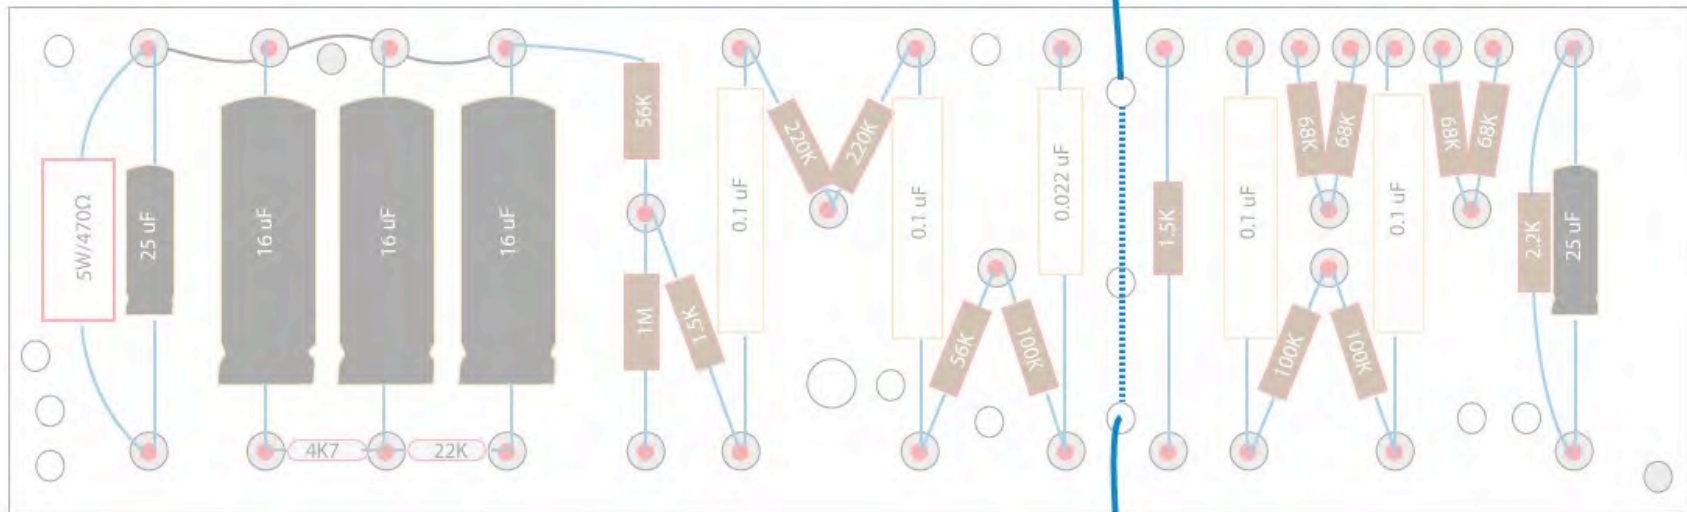 5W/470Ω
25 uF
16 uF
16 uF
16 uF
4K7
22K
56K
1M
1.5K
0.1 uF
220K
220K
0.1 uF
56K
100K
0.022 uF
1.5K
0.1 uF
68K
68K
100K
100K
0.1 uF
68K
68K
2.2K
25 uF